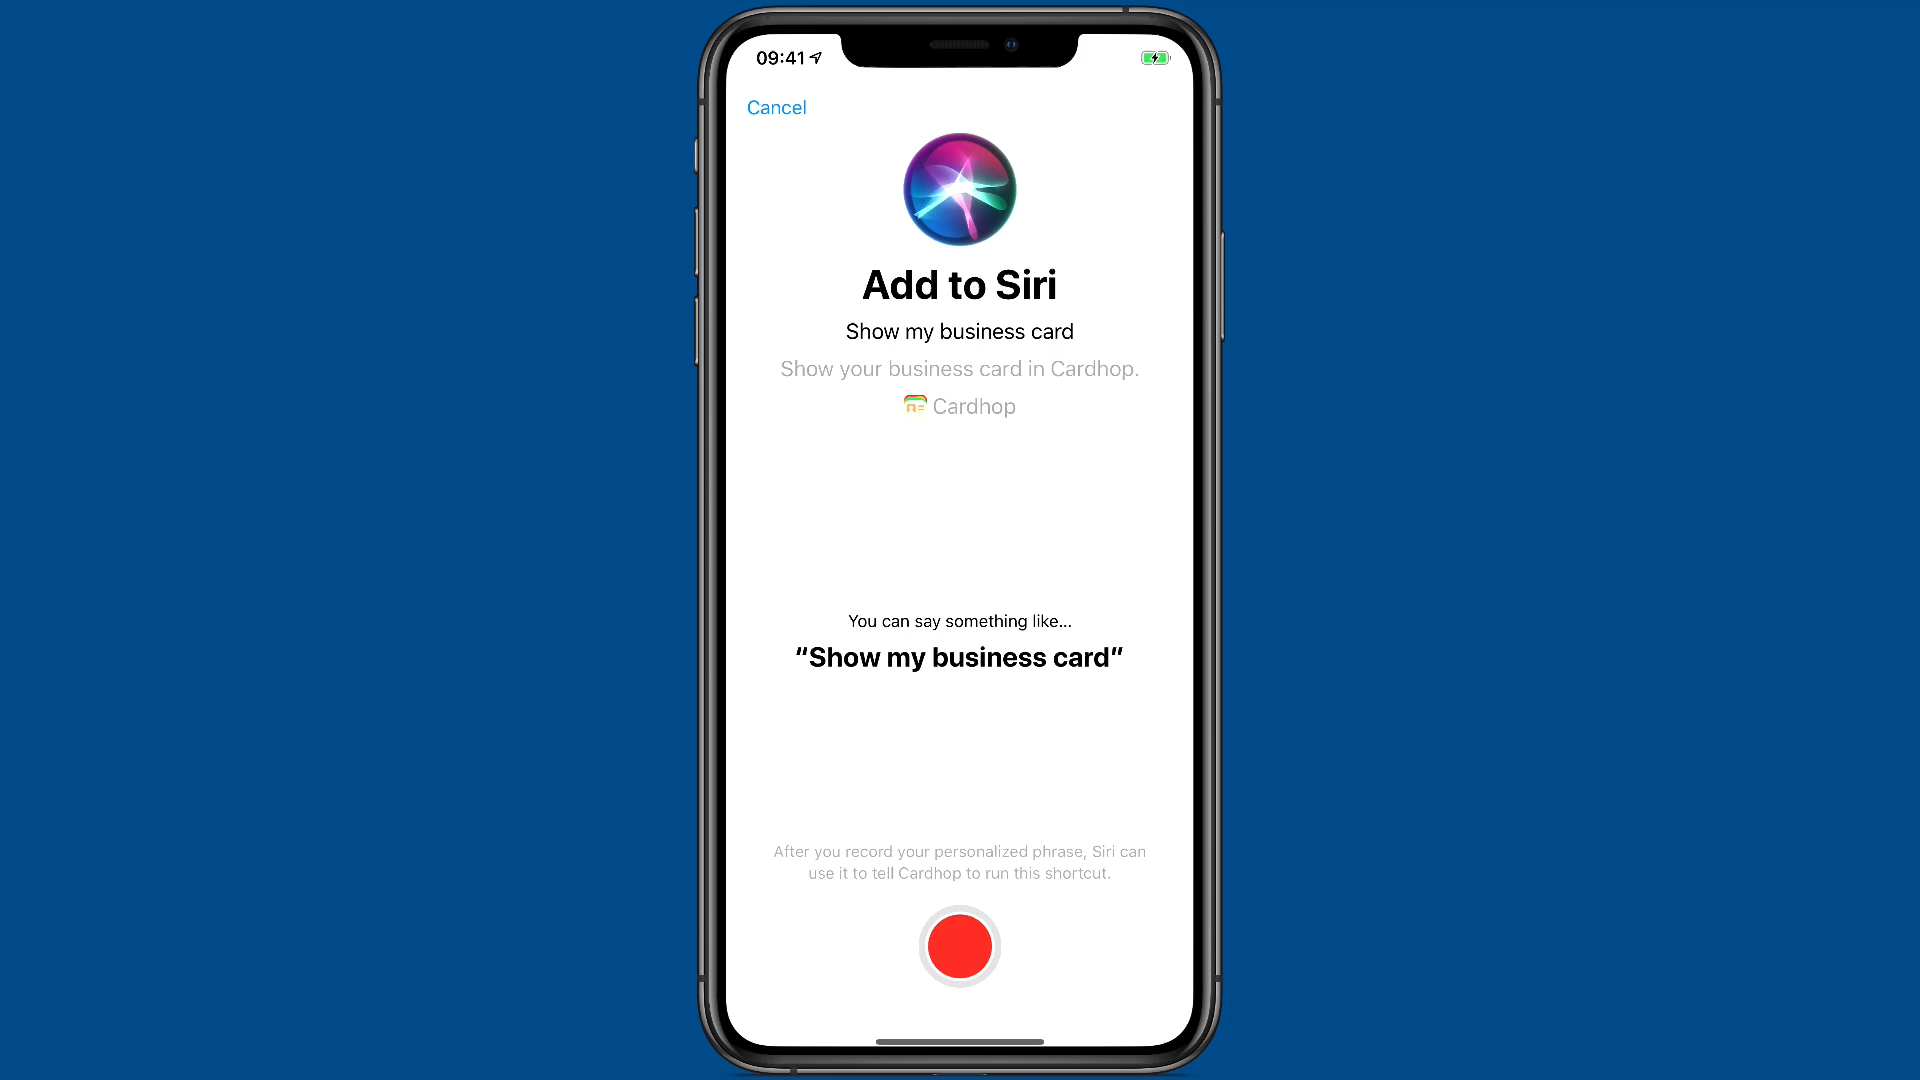 09:41
Cancel
Add to Siri
Show my business card
Show your business card in Cardhop.
Cardhop
You can say something like...
“Show my business card”
After you record your personalized phrase, Siri can
use it to tell Cardhop to run this shortcut.